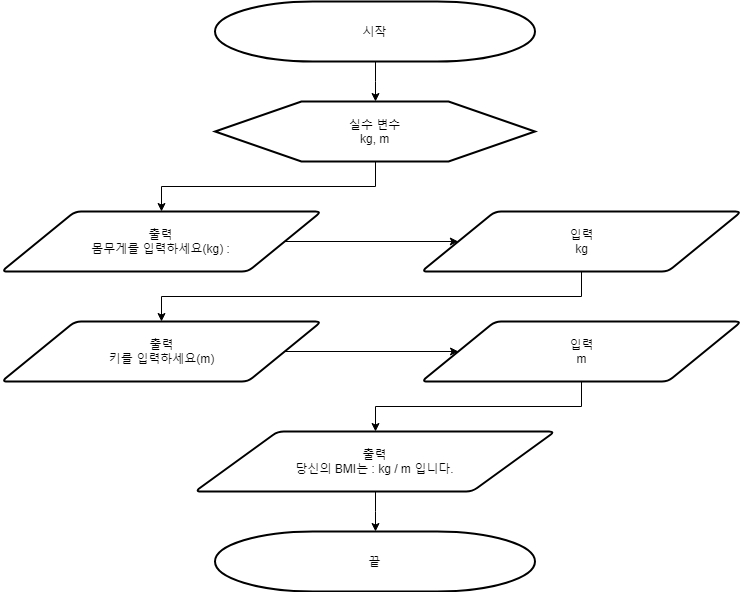 시작
실수 변수
kg, m
출력
몸무게를 입력하세요(kg) :
입력
kg
출력
키를 입력하세요(m)
입력
m
출력
당신의 BMI는 : kg / m 입니다.
끝